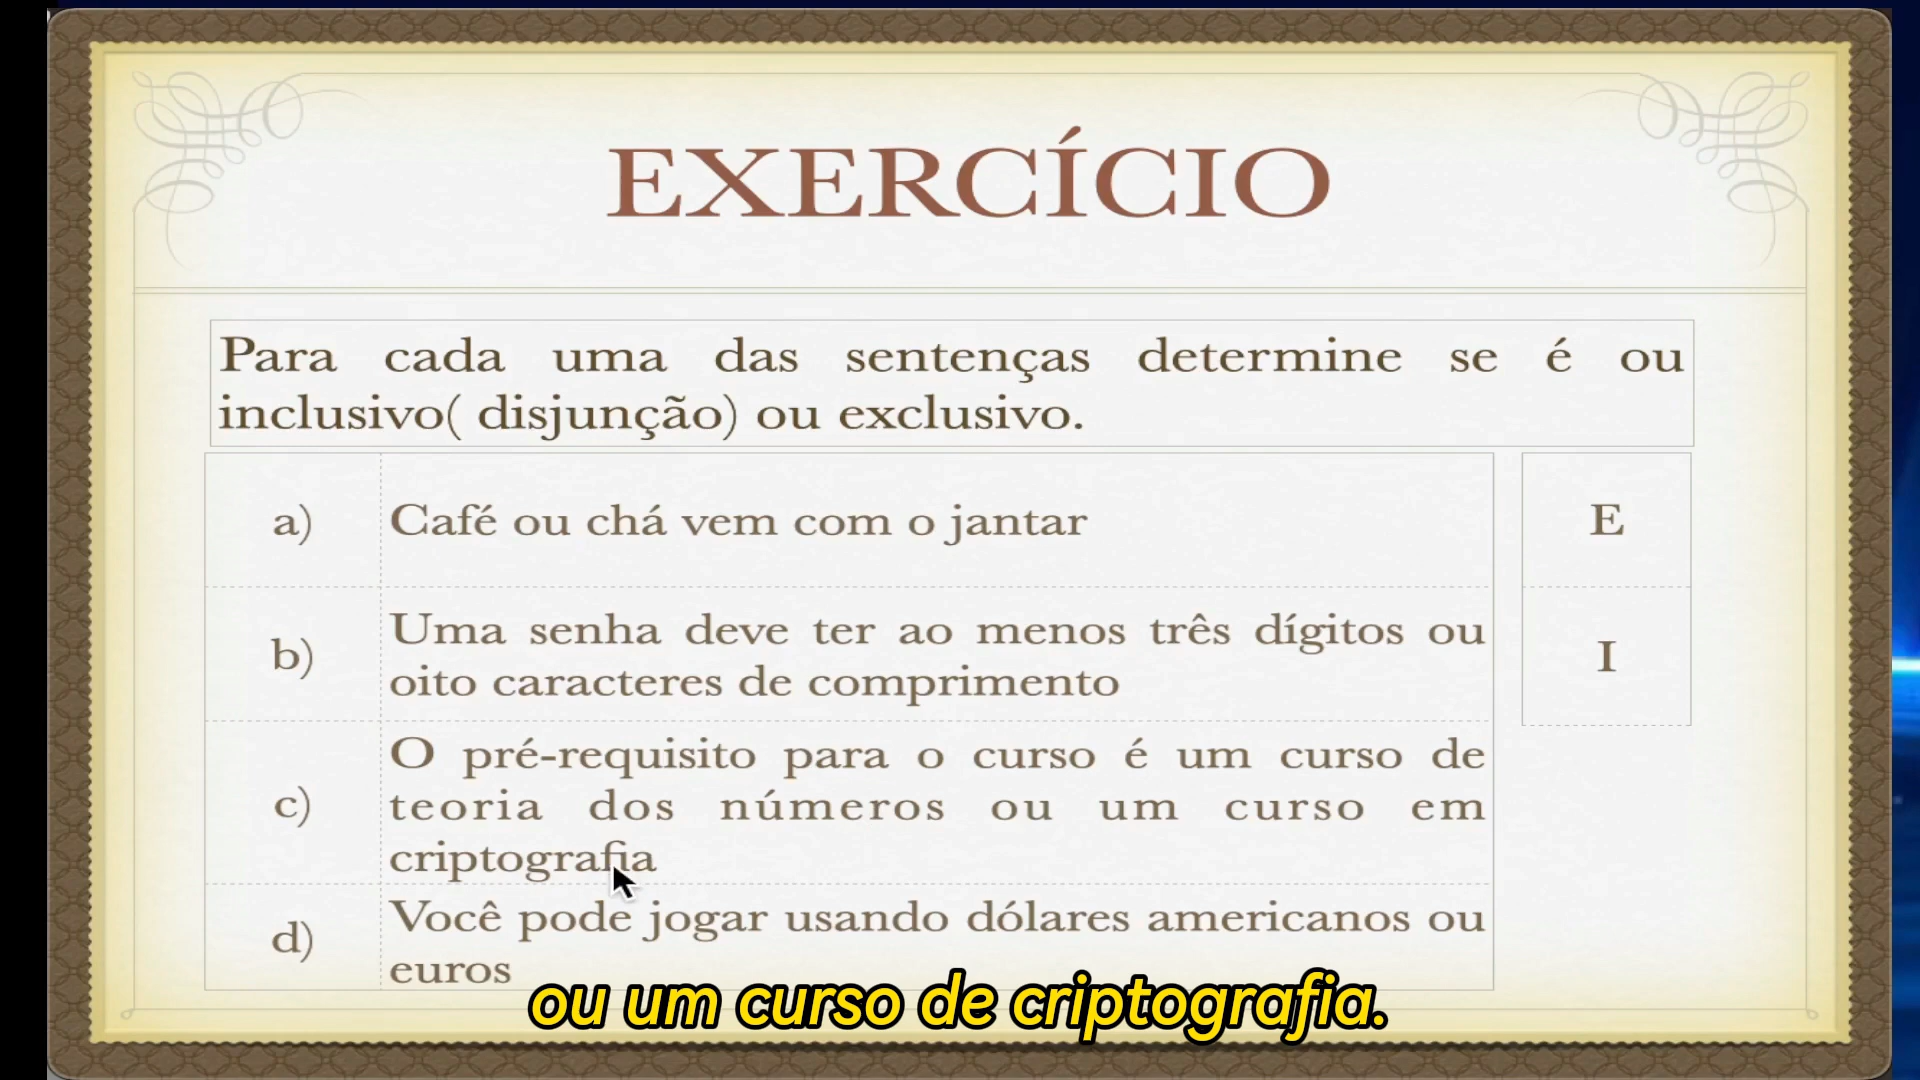 EXERCÍCIO
Para cada uma das sentenças determine se é ou
inclusivo( disjunção) ou exclusivo.
a) Café ou chá vem com o jantar E
b) Uma senha deve ter ao menos três dígitos ou
oito caracteres de comprimento I
c) O pré-requisito para o curso é um curso de
teoria dos números ou um curso em
criptografia
d) Você pode jogar usando dólares americanos ou
euros
ou um curso de criptografia.